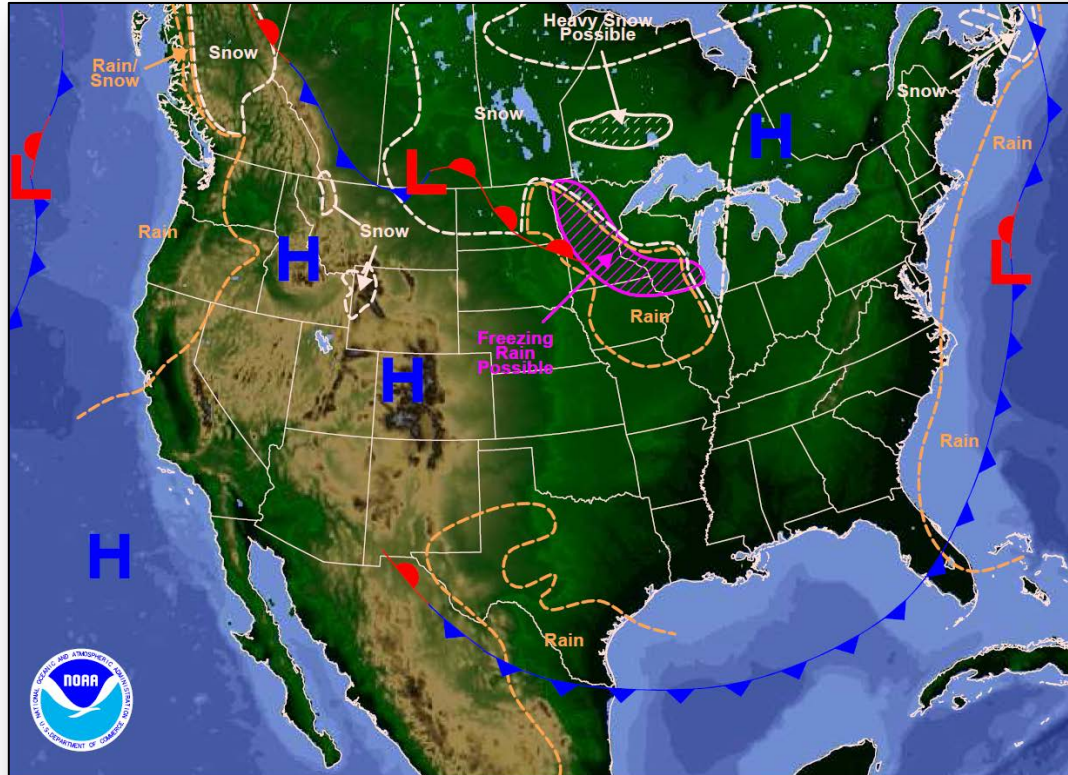 Heavy Snow
Possible
Snow
Rain/
Snow
Snow
Snow
H
Rain
L
L
Rain
Snow
H
L
Rain
Freezing
Rain
Possible
H
Rain
H
Rain
NATIONAL OCEANIC AND ATMOSPHERIC ADMINISTRATION
NOAA
U.S. DEPARTMENT OF COMMERCE